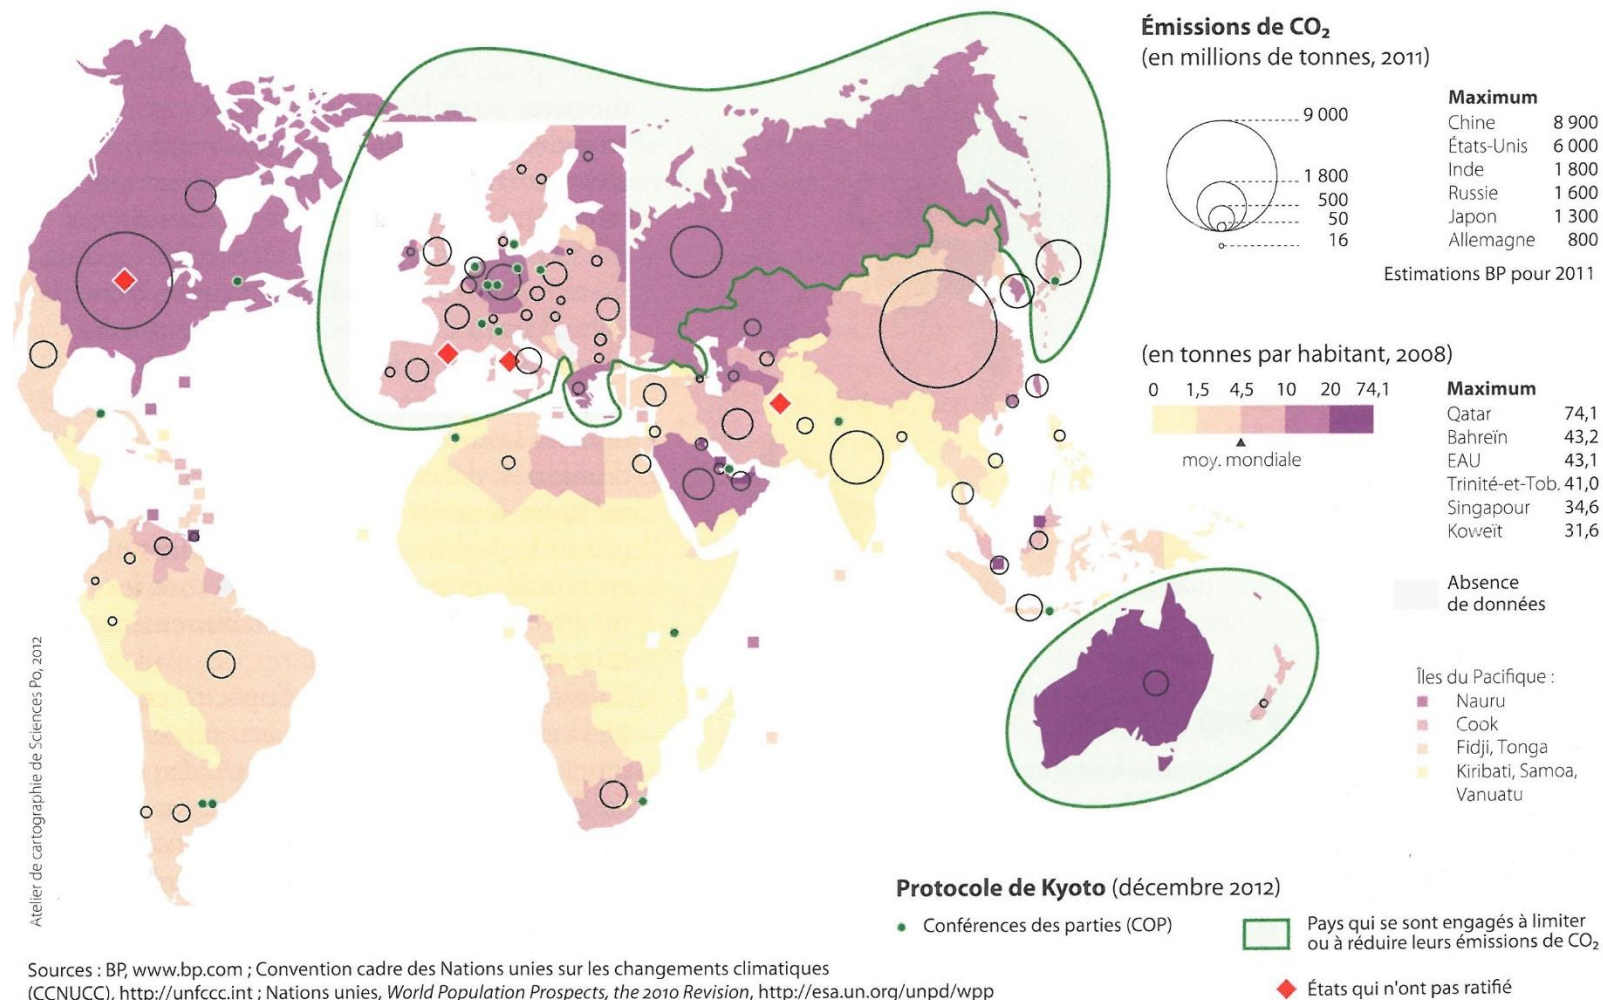 Émissions de CO₂
(en millions de tonnes, 2011)
9 000
1 800
500
50
16
Maximum
Chine 8 900
États-Unis 6 000
Inde 1 800
Russie 1 600
Japon 1 300
Allemagne 800
Estimations BP pour 2011
(en tonnes par habitant, 2008)
0 1,5 4,5 10 20 74,1
moy. mondiale
Maximum
Qatar 74,1
Bahreïn 43,2
EAU 43,1
Trinité-et-Tob. 41,0
Singapour 34,6
Koweït 31,6
Absence
de données
Îles du Pacifique :
Nauru
Cook
Fidji, Tonga
Kiribati, Samoa,
Vanuatu
Atelier de cartographie de Sciences Po, 2012
Protocole de Kyoto (décembre 2012)
Conférences des parties (COP)
Pays qui se sont engagés à limiter
ou à réduire leurs émissions de CO₂
États qui n'ont pas ratifié
Sources : BP, www.bp.com ; Convention cadre des Nations unies sur les changements climatiques
(CCNUCC), http://unfccc.int ; Nations unies, World Population Prospects, the 2010 Revision, http://esa.un.org/unpd/wpp